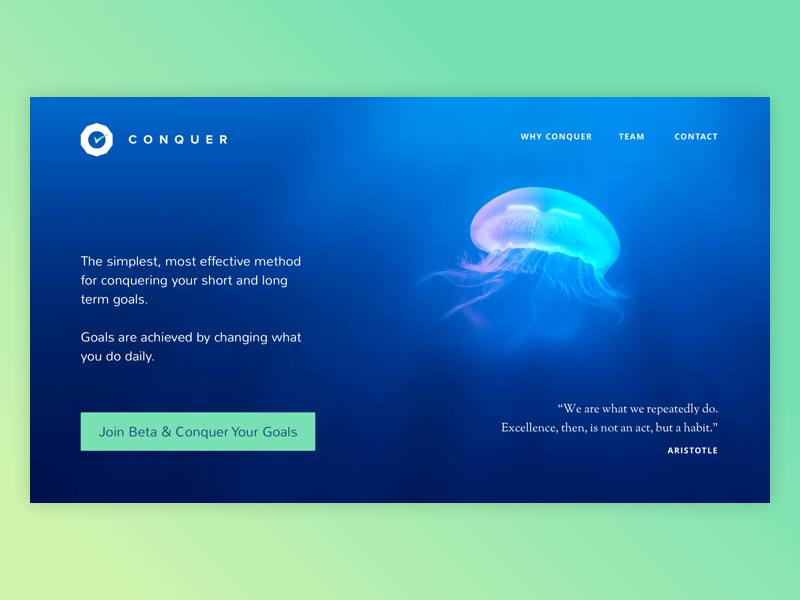 CONQUER
WHY CONQUER TEAM CONTACT
The simplest, most effective method
for conquering your short and long
term goals.
Goals are achieved by changing what
you do daily.
Join Beta & Conquer Your Goals
“We are what we repeatedly do.
Excellence, then, is not an act, but a habit.”
ARISTOTLE